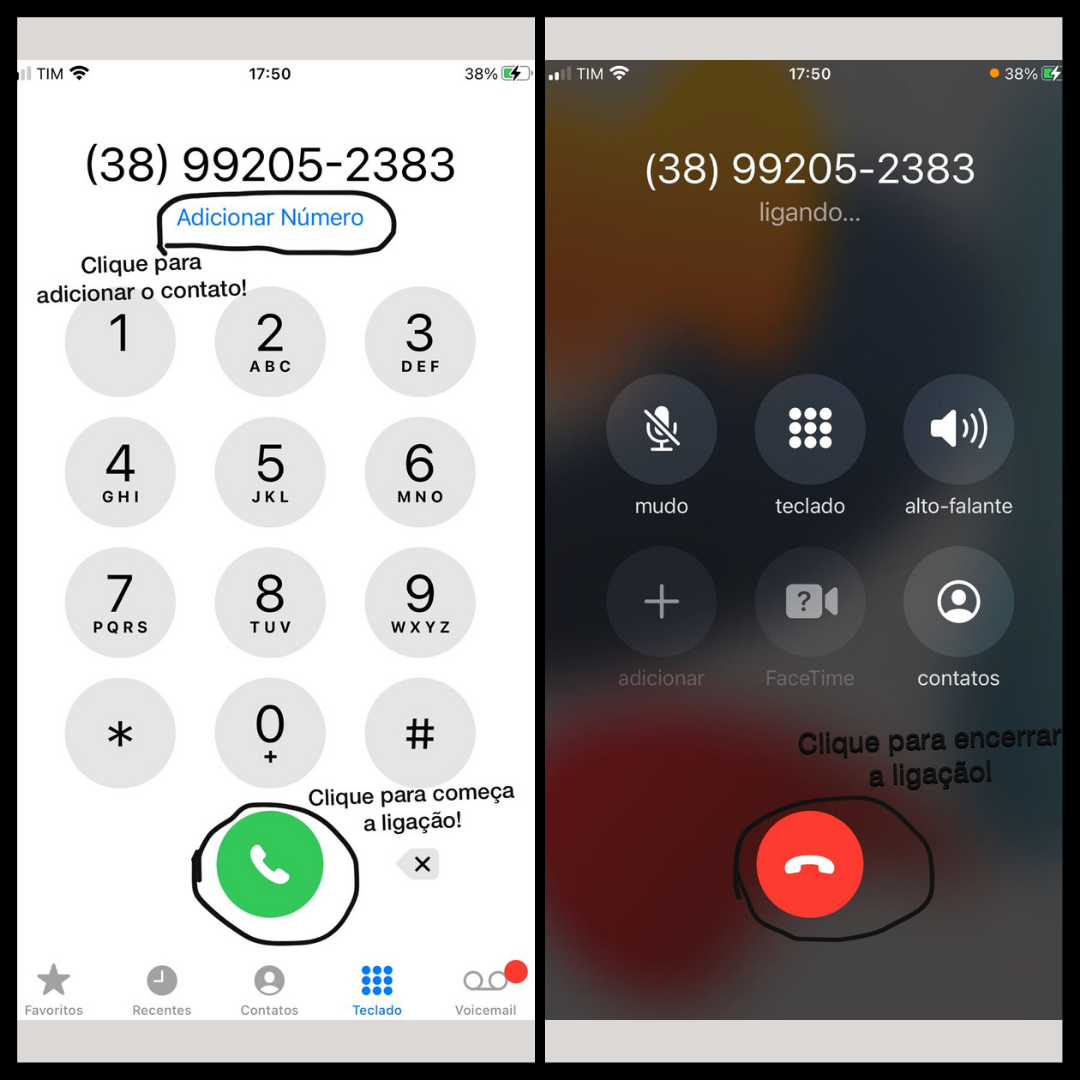 TIM
17:50
38%
(38) 99205-2383
Adicionar Número
Clique para
adicionar o contato!
1
2
3
ABC
DEF
4
5
6
GHI
JKL
MNO
7
8
9
PQRS
TUV
WXYZ
*
0
#
+
Clique para começa
a ligação!
Favoritos
Recentes
Contatos
Teclado
Voicemail
TIM
17:50
38%
(38) 99205-2383
ligando...
mudo
teclado
alto-falante
?
adicionar
FaceTime
contatos
Clique para encerrar
a ligação!